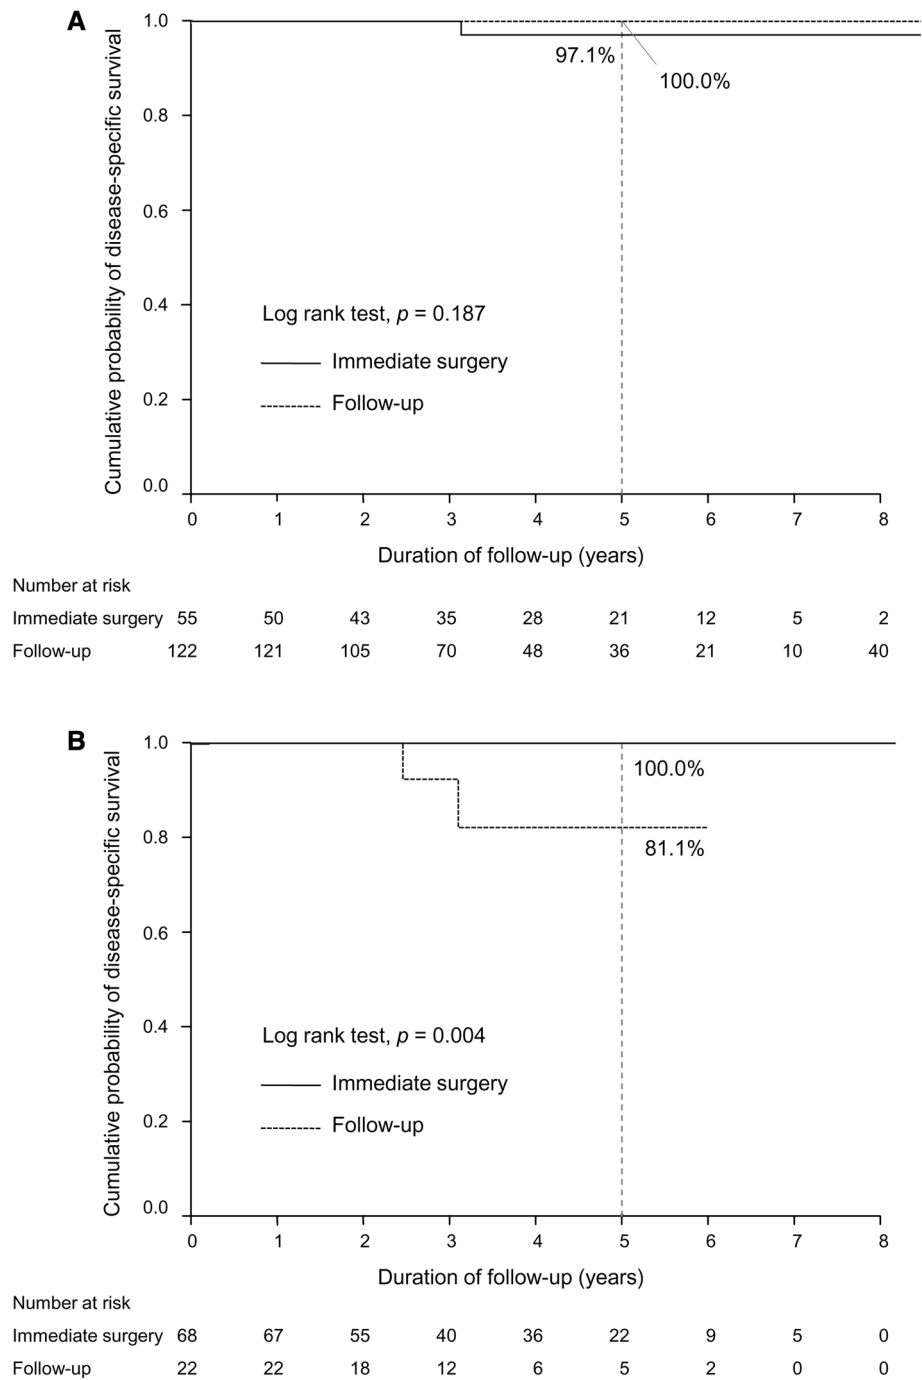 A
Cumulative probability of disease-specific survival
1.0
0.8
0.6
0.4
0.2
0.0
97.1%
100.0%
Log rank test, p = 0.187
Immediate surgery
Follow-up
0 1 2 3 4 5 6 7 8
Duration of follow-up (years)
Number at risk
Immediate surgery 55 50 43 35 28 21 12 5 2
Follow-up 122 121 105 70 48 36 21 10 40
B
Cumulative probability of disease-specific survival
1.0
0.8
0.6
0.4
0.2
0.0
100.0%
81.1%
Log rank test, p = 0.004
Immediate surgery
Follow-up
0 1 2 3 4 5 6 7 8
Duration of follow-up (years)
Number at risk
Immediate surgery 68 67 55 40 36 22 9 5 0
Follow-up 22 22 18 12 6 5 2 0 0